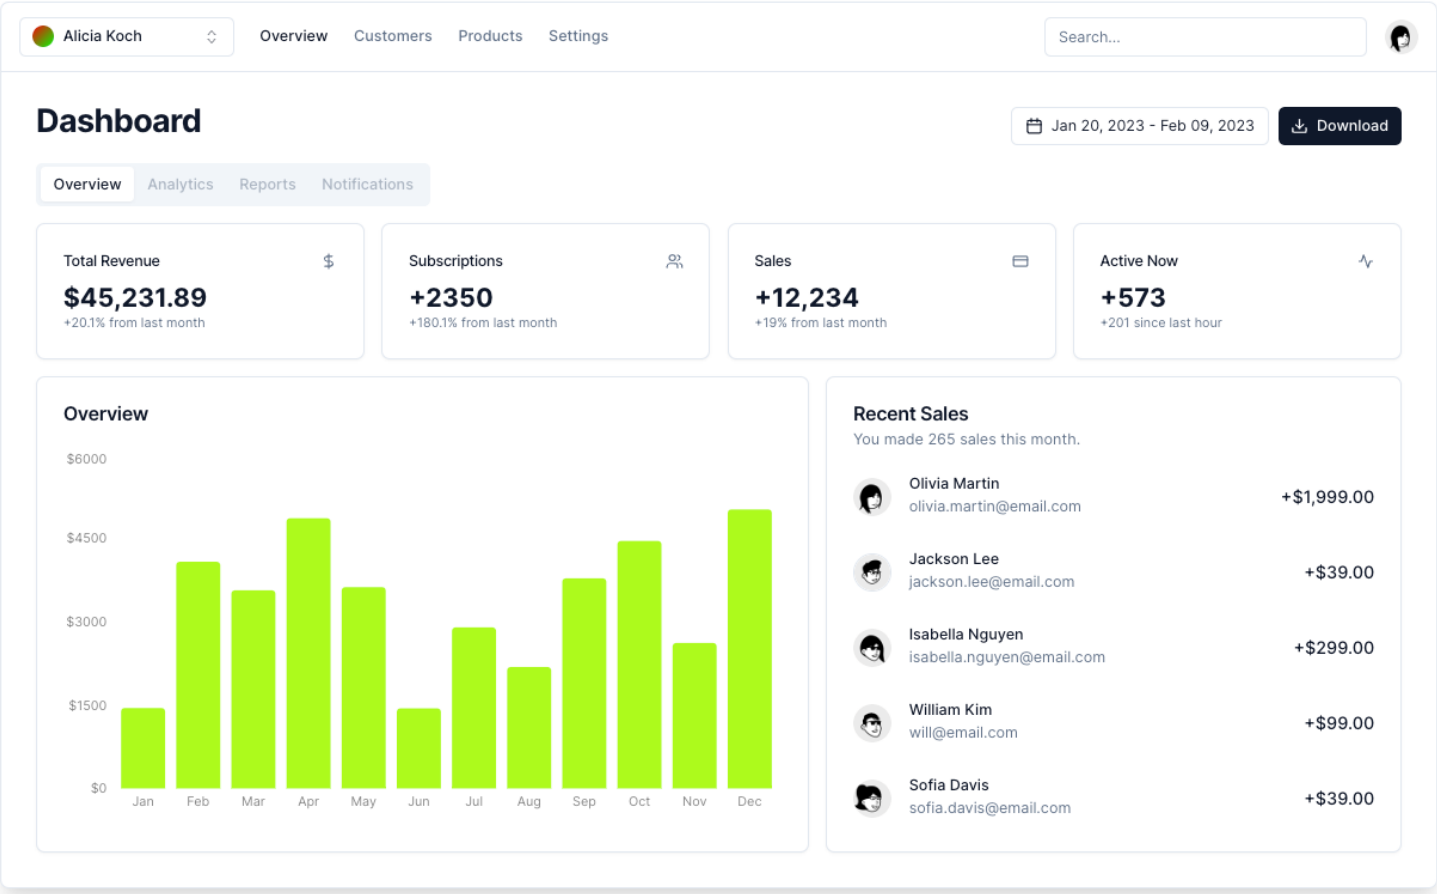 Alicia Koch
Overview
Customers
Products
Settings
Search...
Dashboard
Jan 20, 2023 - Feb 09, 2023
Download
Overview
Analytics
Reports
Notifications
Total Revenue
$45,231.89
+20.1% from last month
Subscriptions
+2350
+180.1% from last month
Sales
+12,234
+19% from last month
Active Now
+573
+201 since last hour
Overview
$6000
$4500
$3000
$1500
$0
Jan
Feb
Mar
Apr
May
Jun
Jul
Aug
Sep
Oct
Nov
Dec
Recent Sales
You made 265 sales this month.
Olivia Martin
olivia.martin@email.com
+$1,999.00
Jackson Lee
jackson.lee@email.com
+$39.00
Isabella Nguyen
isabella.nguyen@email.com
+$299.00
William Kim
will@email.com
+$99.00
Sofia Davis
sofia.davis@email.com
+$39.00